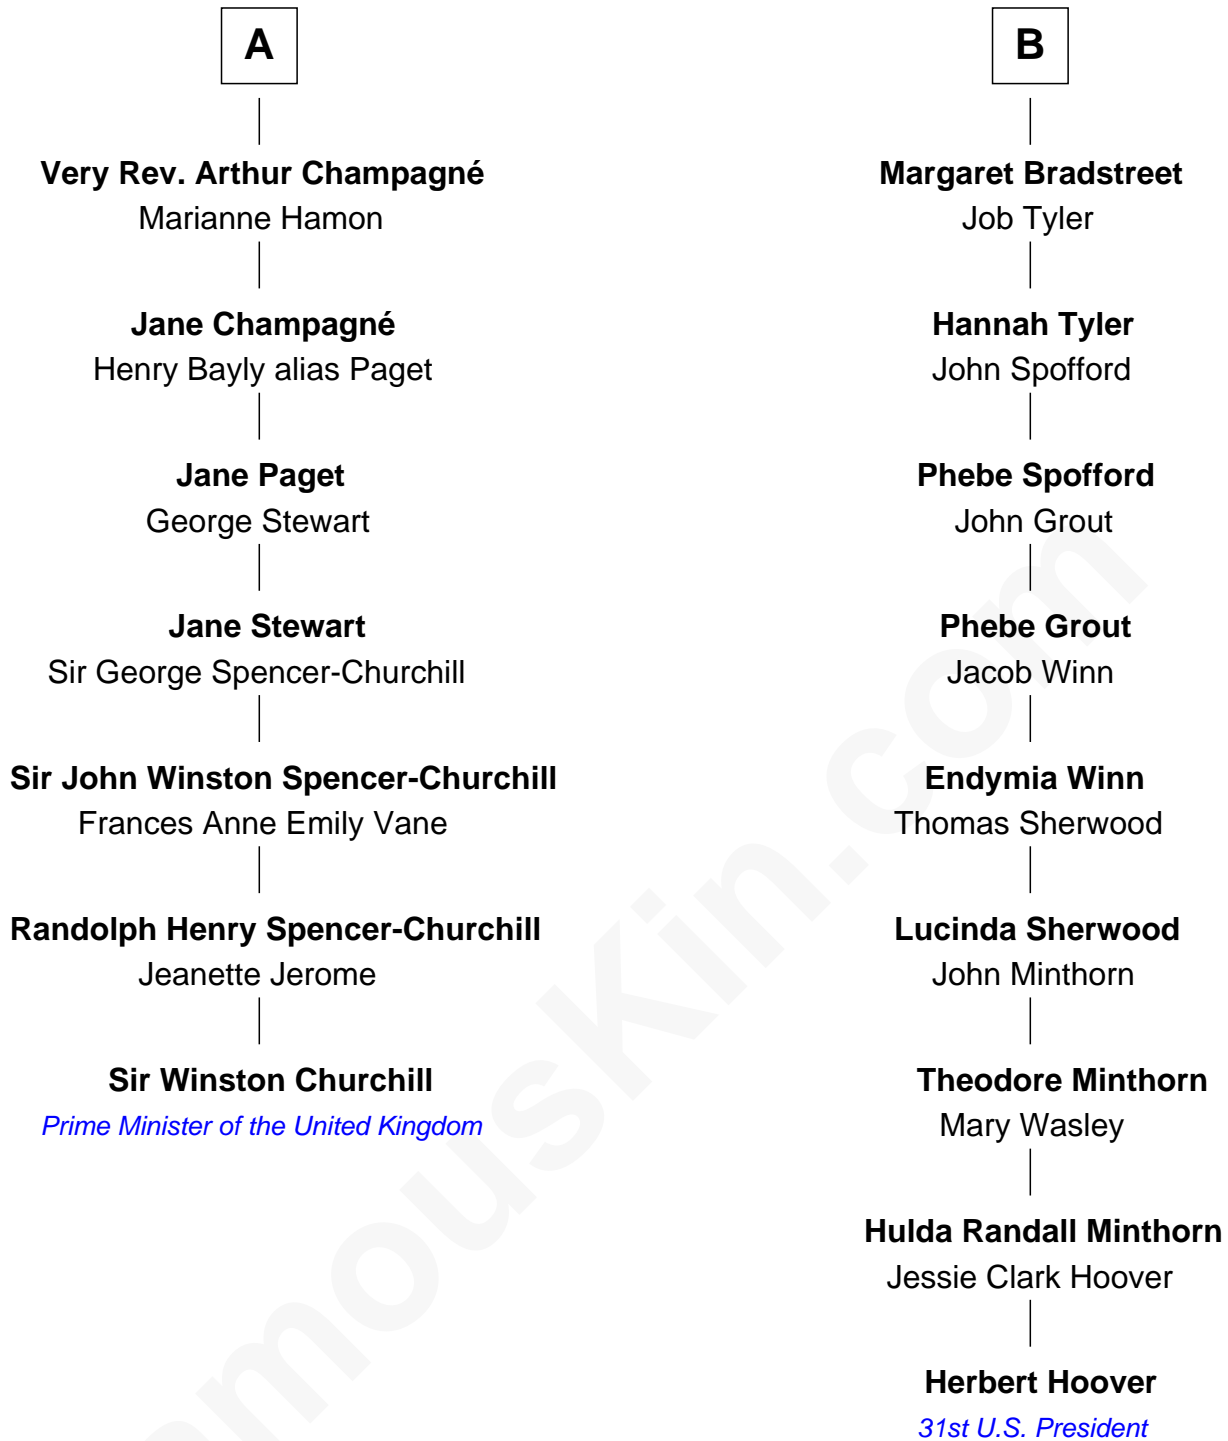 A
Very Rev. Arthur Champagné
Marianne Hamon
Jane Champagné
Henry Bayly alias Paget
Jane Paget
George Stewart
Jane Stewart
Sir George Spencer-Churchill
Sir John Winston Spencer-Churchill
Frances Anne Emily Vane
Randolph Henry Spencer-Churchill
Jeanette Jerome
Sir Winston Churchill
Prime Minister of the United Kingdom
B
Margaret Bradstreet
Job Tyler
Hannah Tyler
John Spofford
Phebe Spofford
John Grout
Phebe Grout
Jacob Winn
Endymia Winn
Thomas Sherwood
Lucinda Sherwood
John Minthorn
Theodore Minthorn
Mary Wasley
Hulda Randall Minthorn
Jessie Clark Hoover
Herbert Hoover
31st U.S. President
amouskin.com